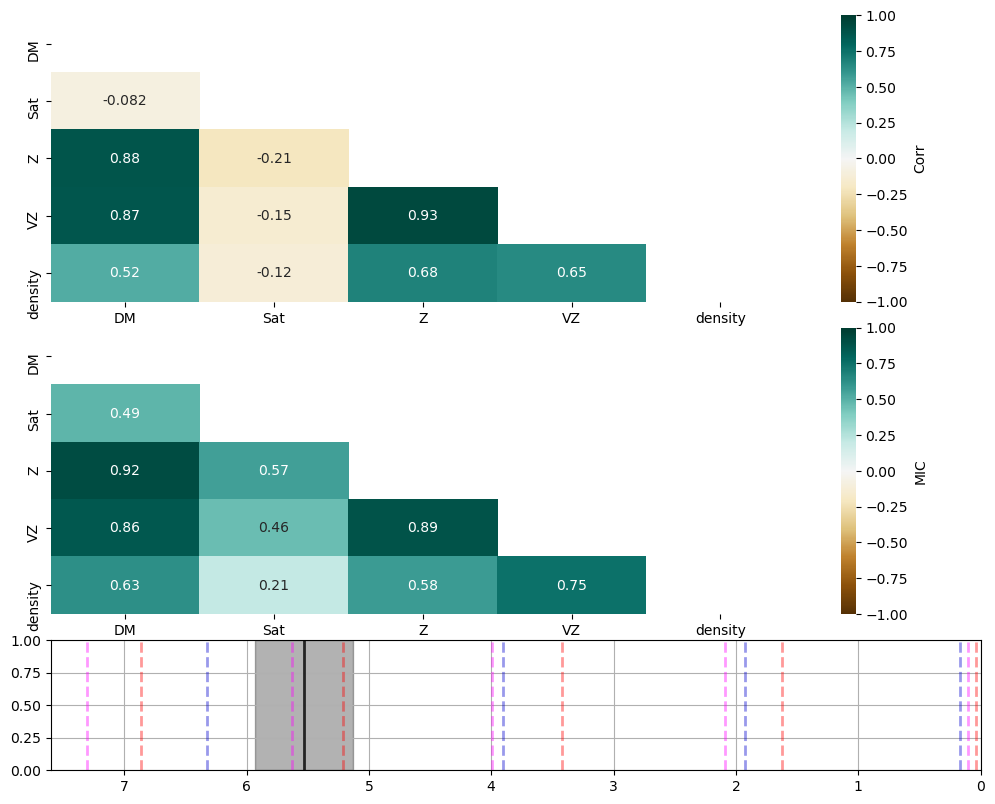 DM
Sat
Z
VZ
density
-0.082
0.88 -0.21
0.87 -0.15 0.93
0.52 -0.12 0.68 0.65
DM Sat Z VZ density
1.00
0.75
0.50
0.25
0.00
−0.25
−0.50
−0.75
−1.00
Corr
DM
Sat
Z
VZ
density
0.49
0.92 0.57
0.86 0.46 0.89
0.63 0.21 0.58 0.75
DM Sat Z VZ density
1.00
0.75
0.50
0.25
0.00
−0.25
−0.50
−0.75
−1.00
MIC
1.00
0.75
0.50
0.25
0.00
7 6 5 4 3 2 1 0